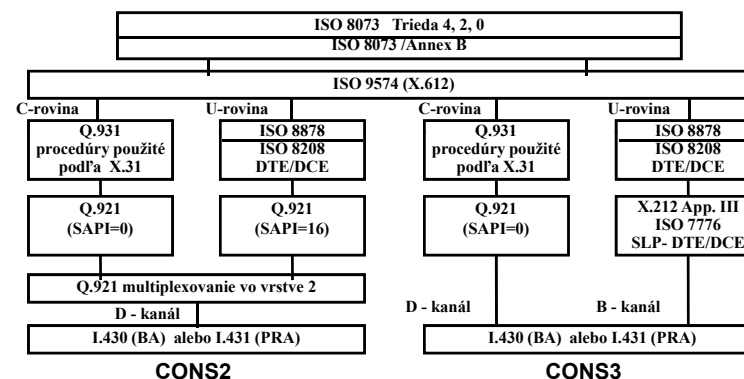 ISO 8073 Trieda 4, 2, 0
ISO 8073 /Annex B
ISO 9574 (X.612)
C-rovina
U-rovina
C-rovina
U-rovina
Q.931
procedúry použité
podľa X.31
ISO 8878
ISO 8208
DTE/DCE
Q.931
procedúry použité
podľa X.31
ISO 8878
ISO 8208
DTE/DCE
Q.921
(SAPI=0)
Q.921
(SAPI=16)
Q.921
(SAPI=0)
X.212 App. III
ISO 7776
SLP- DTE/DCE
Q.921 multiplexovanie vo vrstve 2
D - kanál
D - kanál
B - kanál
I.430 (BA) alebo I.431 (PRA)
I.430 (BA) alebo I.431 (PRA)
CONS2
CONS3